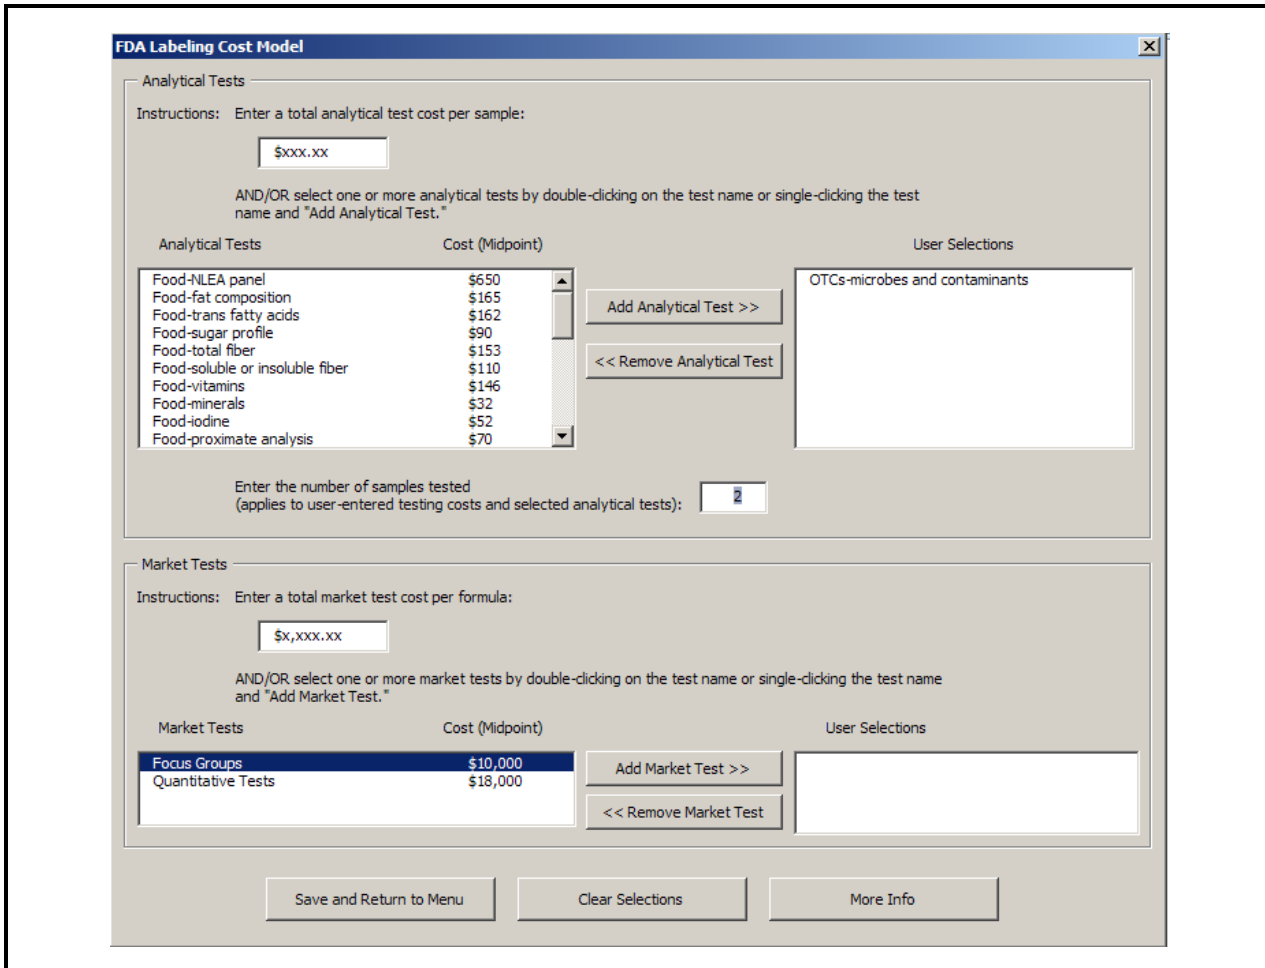 FDA Labeling Cost Model
Analytical Tests
Instructions: Enter a total analytical test cost per sample:
$xxx.xx
AND/OR select one or more analytical tests by double-clicking on the test name or single-clicking the test
name and "Add Analytical Test."
Analytical Tests Cost (Midpoint) User Selections
Food-NLEA panel $650
Food-fat composition $165
Food-trans fatty acids $162
Food-sugar profile $90
Food-total fiber $153
Food-soluble or insoluble fiber $110
Food-vitamins $146
Food-minerals $32
Food-iodine $52
Food-proximate analysis $70
Add Analytical Test >>
<< Remove Analytical Test
OTCs-microbes and contaminants
Enter the number of samples tested
(applies to user-entered testing costs and selected analytical tests): 2
Market Tests
Instructions: Enter a total market test cost per formula:
$x,xxx.xx
AND/OR select one or more market tests by double-clicking on the test name or single-clicking the test name
and "Add Market Test."
Market Tests Cost (Midpoint) User Selections
Focus Groups $10,000
Quantitative Tests $18,000
Add Market Test >>
<< Remove Market Test
Save and Return to Menu Clear Selections More Info